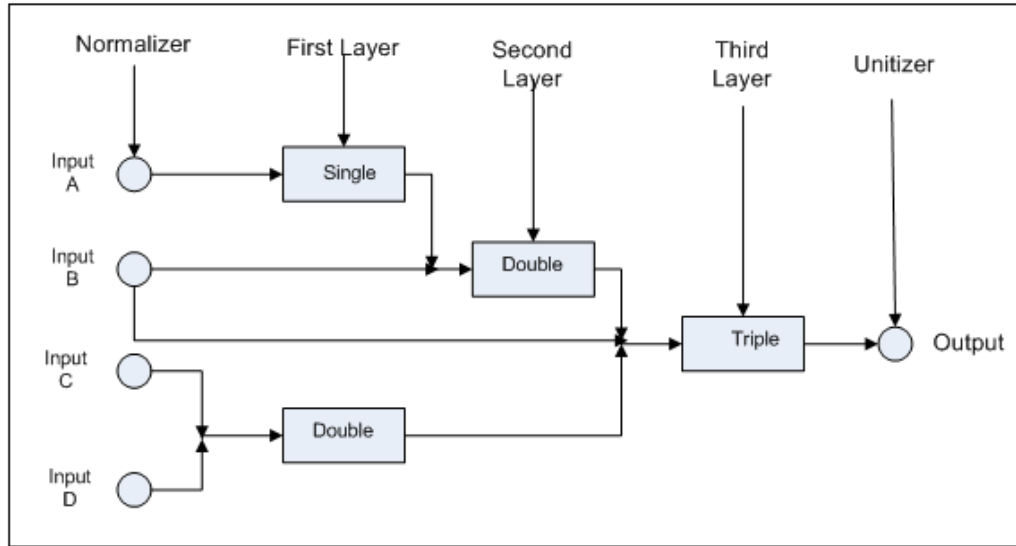 Normalizer
First Layer
Second
Layer
Third
Layer
Unitizer
Input
A
Single
Input
B
Double
Triple
Output
Input
C
Double
Input
D